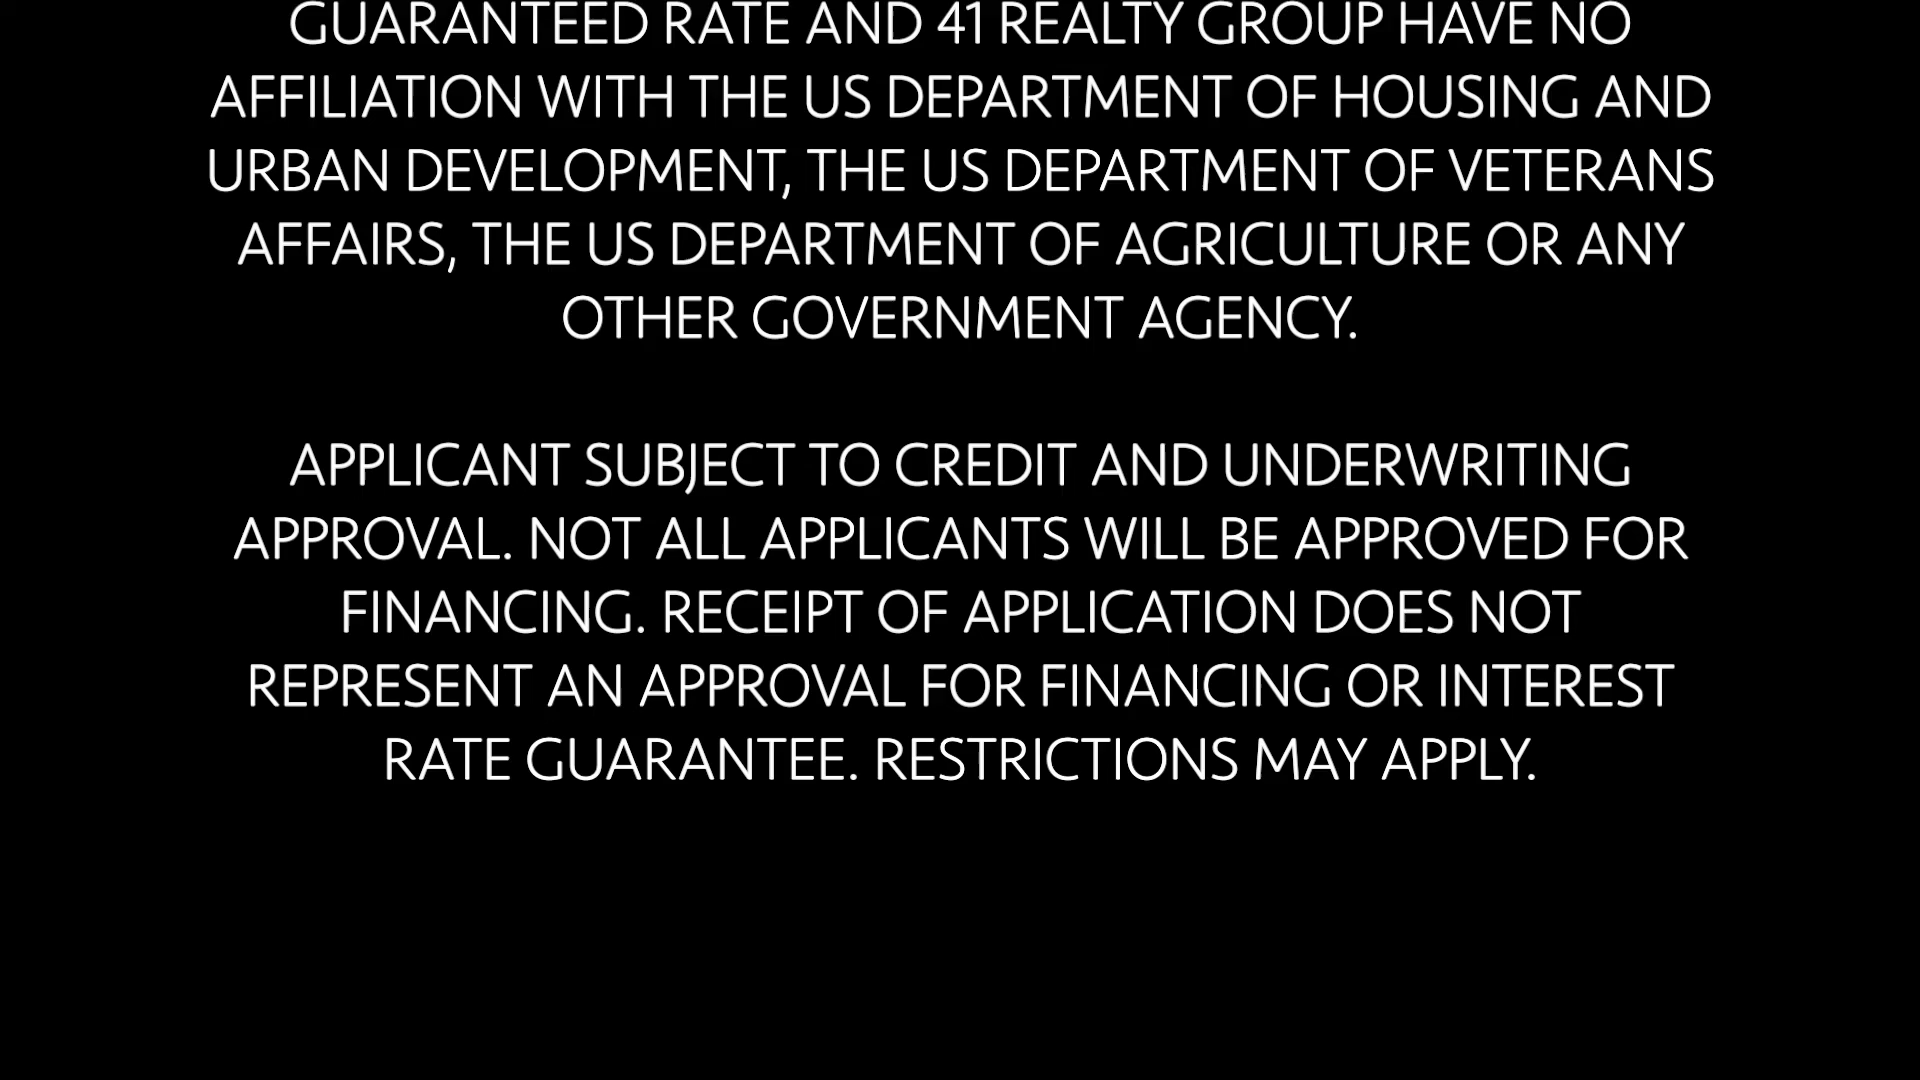 GUARANTEED RATE AND 41 REALTY GROUP HAVE NO
AFFILIATION WITH THE US DEPARTMENT OF HOUSING AND
URBAN DEVELOPMENT, THE US DEPARTMENT OF VETERANS
AFFAIRS, THE US DEPARTMENT OF AGRICULTURE OR ANY
OTHER GOVERNMENT AGENCY.
APPLICANT SUBJECT TO CREDIT AND UNDERWRITING
APPROVAL. NOT ALL APPLICANTS WILL BE APPROVED FOR
FINANCING. RECEIPT OF APPLICATION DOES NOT
REPRESENT AN APPROVAL FOR FINANCING OR INTEREST
RATE GUARANTEE. RESTRICTIONS MAY APPLY.